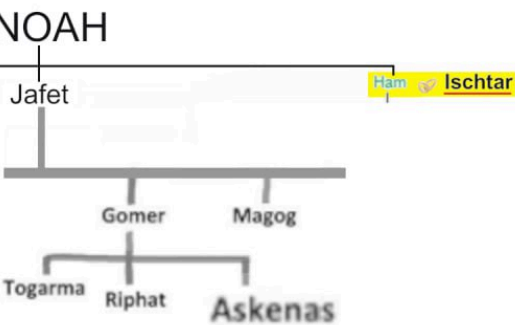 NOAH
Jafet
Ham Ischtar
Gomer Magog
Togarma Riphat Askenas